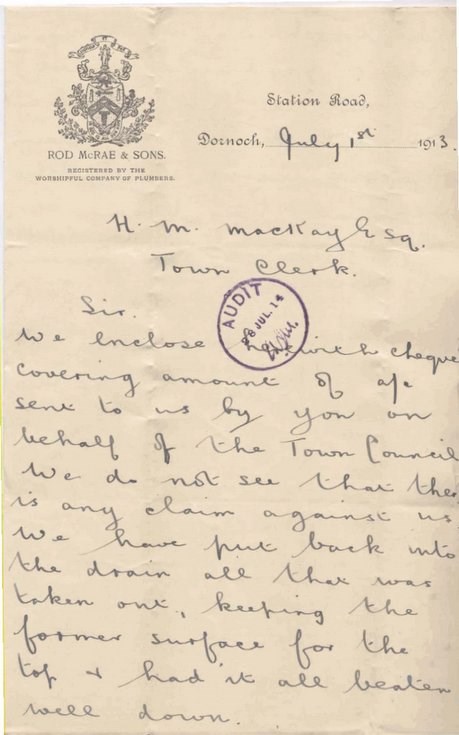 ROD McRAE & SONS.
REGISTERED BY THE
WORSHIPFUL COMPANY OF PLUMBERS.
Station Road,
Dornoch, July 1st 1913.
H. M. MacKay Esq.
Town Clerk.
AUDIT
28 JUL. 14
Sir.
We enclose herewith cheque
covering amount of a/c
sent to us by you on
behalf of the Town Council
We do not see that ther
is any claim against us
We have put back into
the drain all that was
taken out, keeping the
former surface for the
top & had it all beaten
well down.